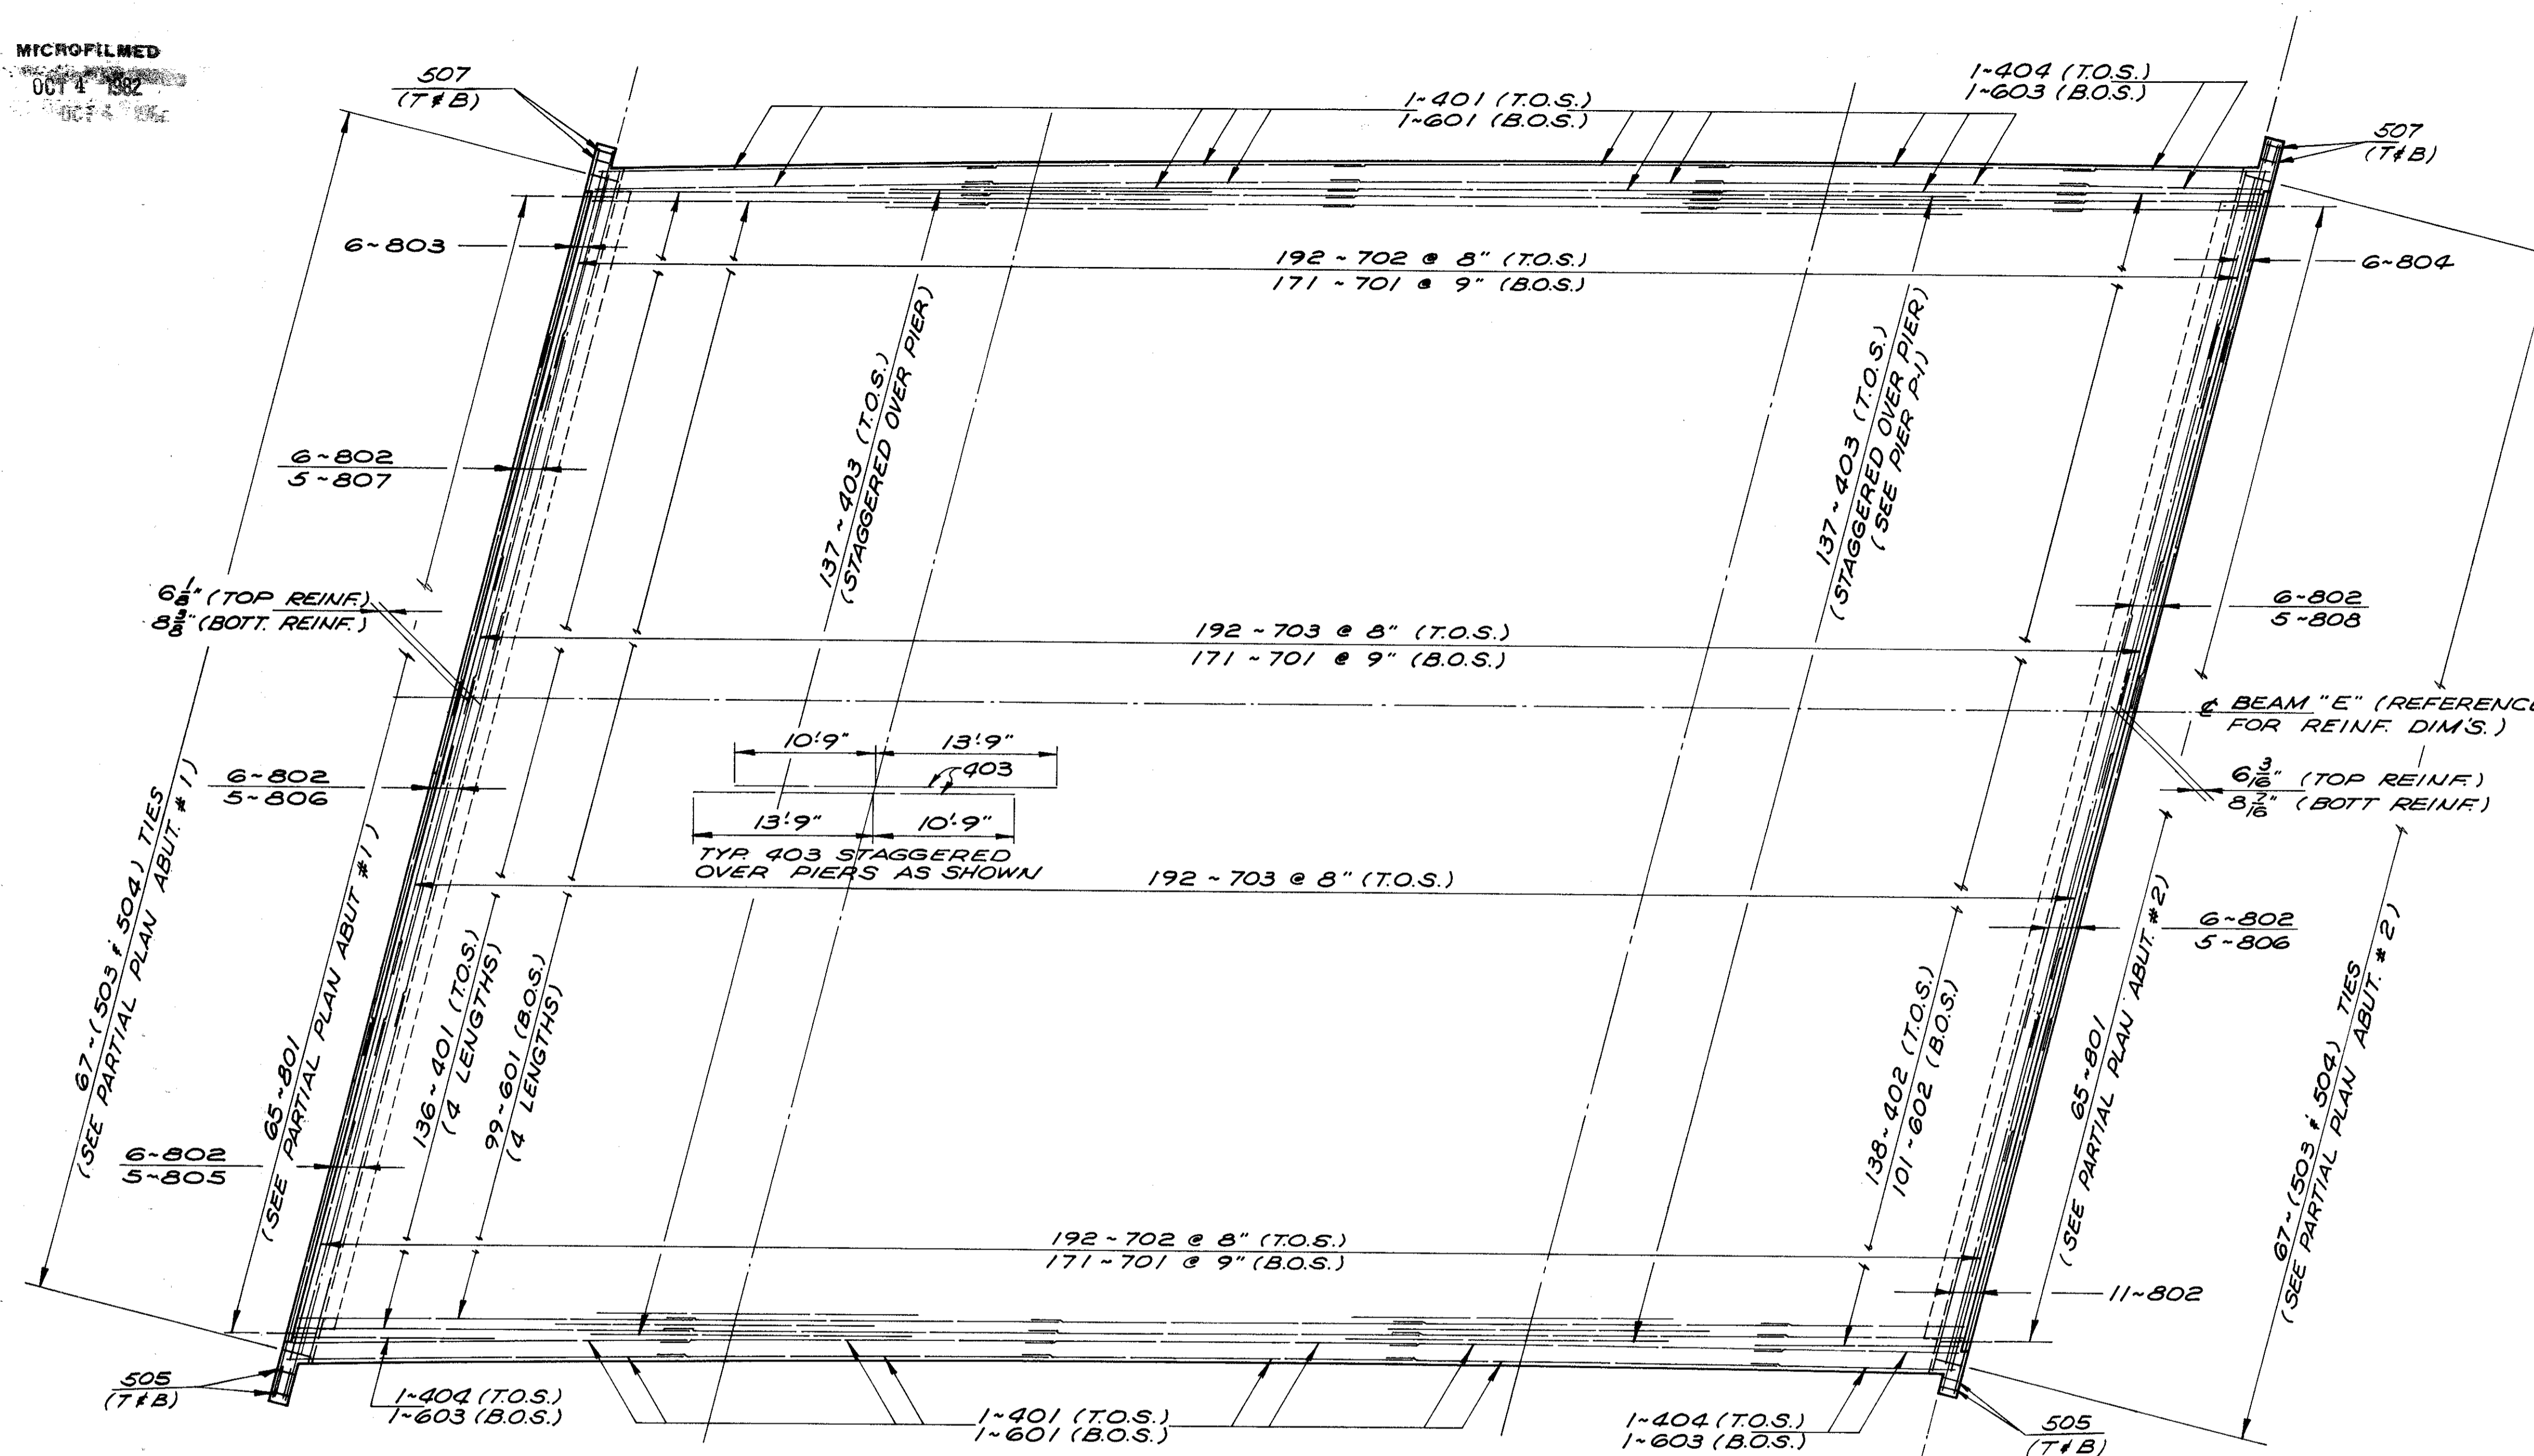 MICROFILMED
OCT 4 1982
OCT 4
507
(T & B)
1~401 (T.O.S.)
1~601 (B.O.S.)
1~404 (T.O.S.)
1~603 (B.O.S.)
507
(T & B)
6~803
192 ~ 702 @ 8" (T.O.S.)
171 ~ 701 @ 9" (B.O.S.)
6~804
137 ~ 403 (T.O.S.)
(STAGGERED OVER PIER)
137 ~ 403 (T.O.S.)
(STAGGERED OVER PIER)
(SEE PIER P-1)
6~802
5~807
6 1/8" (TOP REINF.)
8 3/8" (BOTT. REINF.)
192 ~ 703 @ 8" (T.O.S.)
171 ~ 701 @ 9" (B.O.S.)
6~802
5~808
℄ BEAM "E" (REFERENCE
FOR REINF. DIM'S.)
10'-9" 13'-9"
403
13'-9" 10'-9"
TYP. 403 STAGGERED
OVER PIERS AS SHOWN
6~802
5~806
6 3/16" (TOP REINF.)
8 7/16" (BOTT REINF.)
192 ~ 703 @ 8" (T.O.S.)
6~802
5~806
67~(503 & 504) TIES
(SEE PARTIAL PLAN ABUT. # 1)
65~801
(SEE PARTIAL PLAN ABUT #1)
136~401 (T.O.S.)
(4 LENGTHS)
99~601 (B.O.S.)
(4 LENGTHS)
138~402 (T.O.S.)
101~602 (B.O.S.)
65~801
(SEE PARTIAL PLAN ABUT. #2)
67~(503 & 504) TIES
(SEE PARTIAL PLAN ABUT. # 2)
6~802
5~805
192~702 @ 8" (T.O.S.)
171~701 @ 9" (B.O.S.)
11~802
505
(T & B)
1~404 (T.O.S.)
1~603 (B.O.S.)
1~401 (T.O.S.)
1~601 (B.O.S.)
1~404 (T.O.S.)
1~603 (B.O.S.)
505
(T & B)